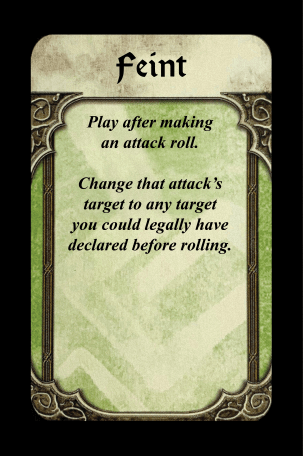 Feint
Play after making
an attack roll.
Change that attack's
target to any target
you could legally have
declared before rolling.